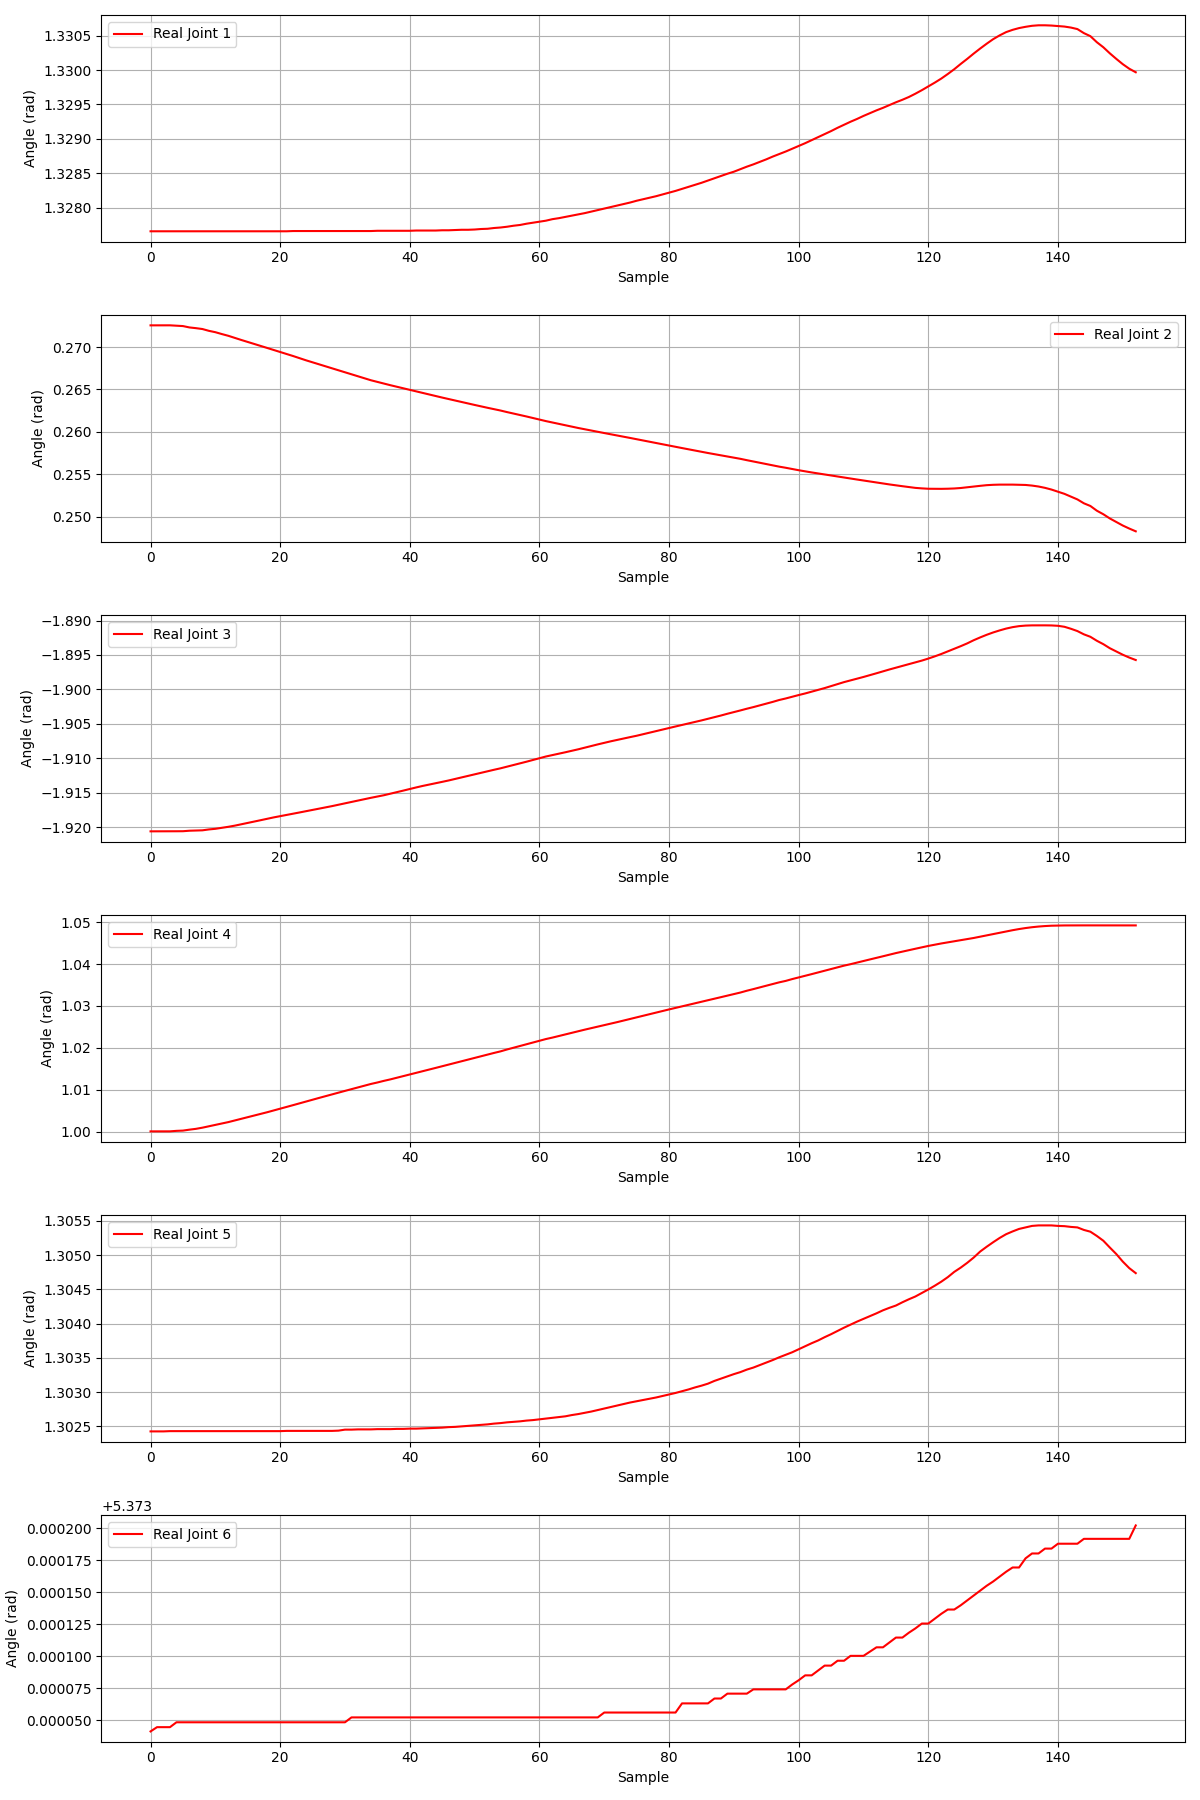 Real Joint 1
Angle (rad)
1.3305
1.3300
1.3295
1.3290
1.3285
1.3280
0 20 40 60 80 100 120 140
Sample
Real Joint 2
Angle (rad)
0.270
0.265
0.260
0.255
0.250
0 20 40 60 80 100 120 140
Sample
Real Joint 3
Angle (rad)
−1.890
−1.895
−1.900
−1.905
−1.910
−1.915
−1.920
0 20 40 60 80 100 120 140
Sample
Real Joint 4
Angle (rad)
1.05
1.04
1.03
1.02
1.01
1.00
0 20 40 60 80 100 120 140
Sample
Real Joint 5
Angle (rad)
1.3055
1.3050
1.3045
1.3040
1.3035
1.3030
1.3025
0 20 40 60 80 100 120 140
Sample
+5.373
Real Joint 6
Angle (rad)
0.000200
0.000175
0.000150
0.000125
0.000100
0.000075
0.000050
0 20 40 60 80 100 120 140
Sample